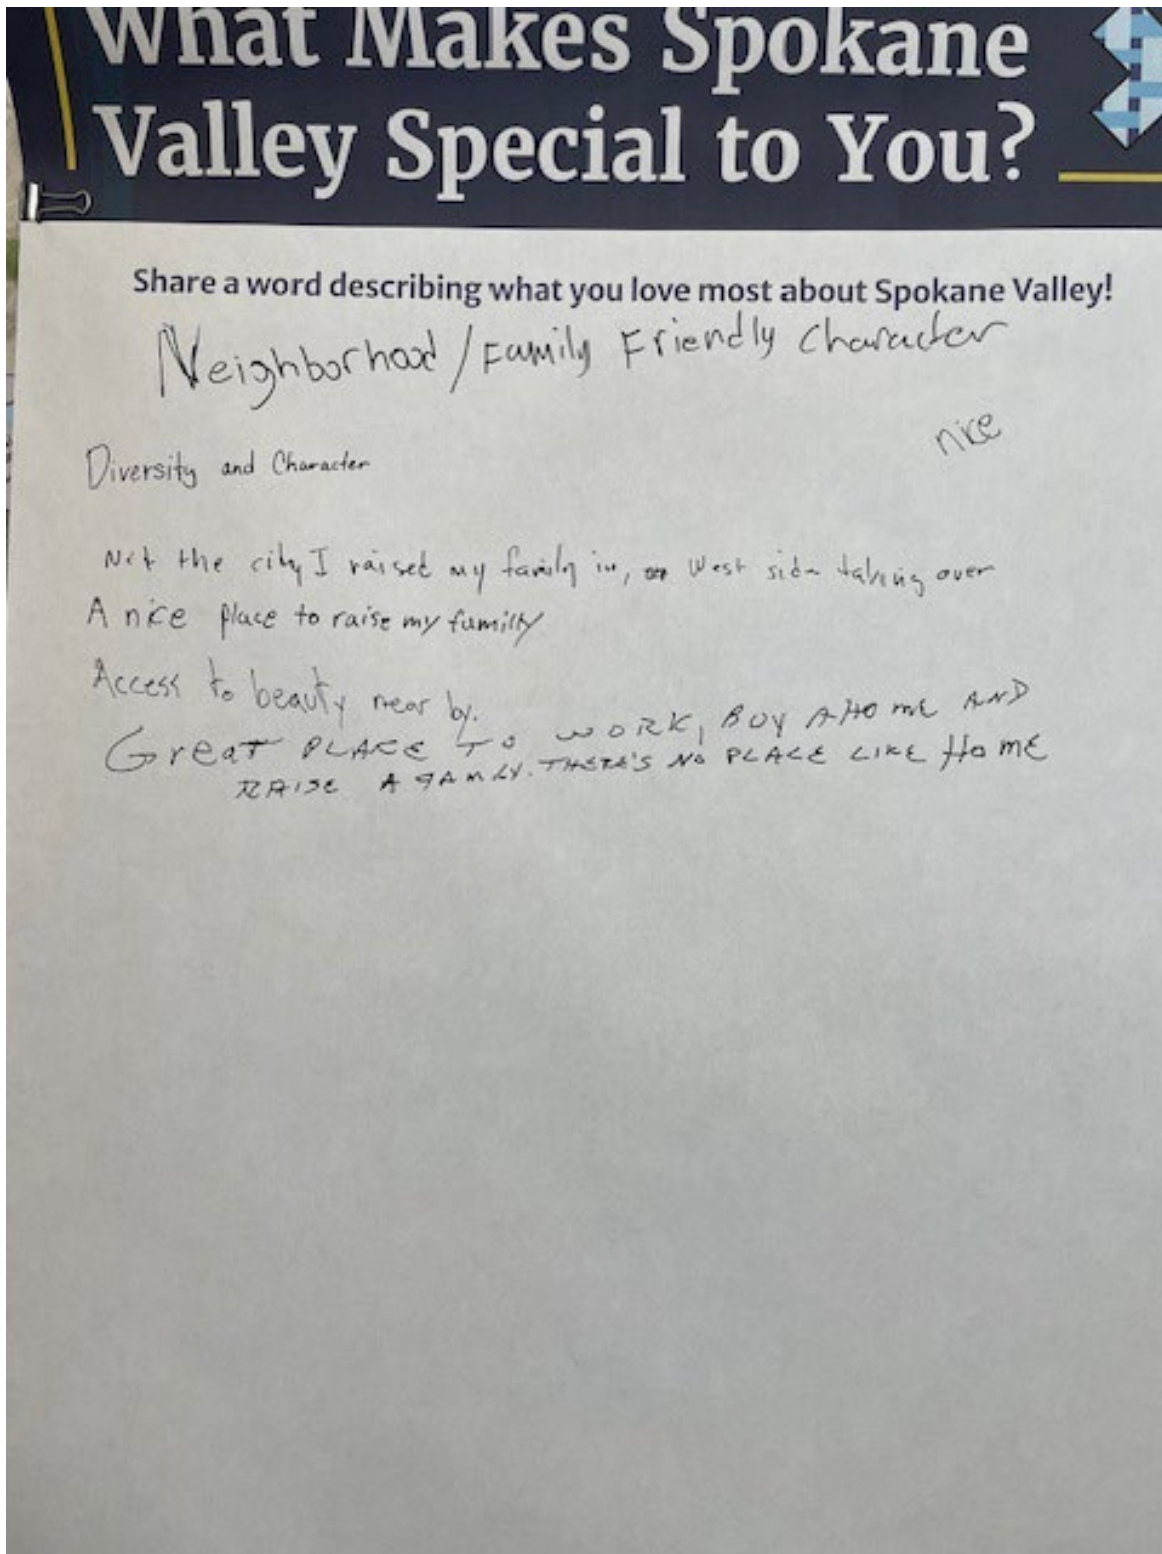 What Makes Spokane
Valley Special to You?
Share a word describing what you love most about Spokane Valley!
Neighborhood / Family Friendly Character
nice
Diversity and Character
Not the city I raised my family in, West side taking over
A nice place to raise my family
Access to beauty near by.
Great PLACE TO WORK, BUY A HOME AND
RAISE A FAMILY. THERE'S NO PLACE LIKE HOME